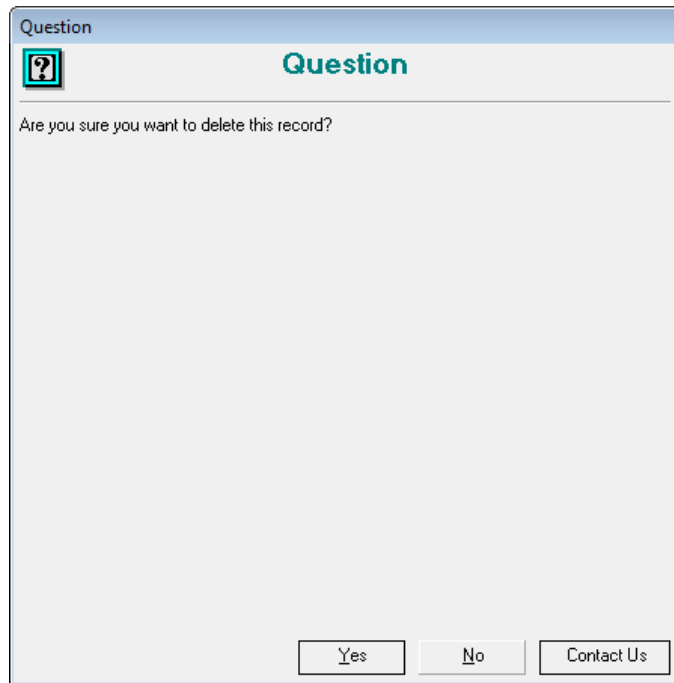 Question
Question
Are you sure you want to delete this record?
Yes No Contact Us